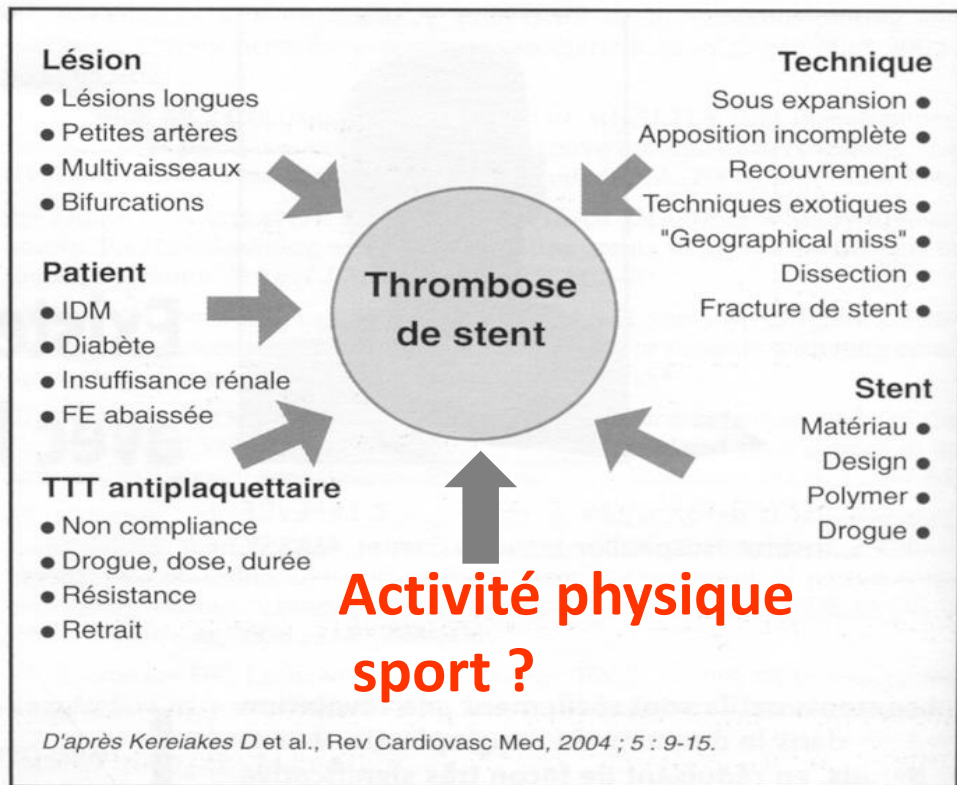 Lésion
● Lésions longues
● Petites artères
● Multivaisseaux
● Bifurcations
Patient
● IDM
● Diabète
● Insuffisance rénale
● FE abaissée
TTT antiplaquettaire
● Non compliance
● Drogue, dose, durée
● Résistance
● Retrait
Thrombose
de stent
Technique
Sous expansion ●
Apposition incomplète ●
Recouvrement ●
Techniques exotiques ●
"Geographical miss" ●
Dissection ●
Fracture de stent ●
Stent
Matériau ●
Design ●
Polymer ●
Drogue ●
Activité physique
sport ?
D'après Kereiakes D et al., Rev Cardiovasc Med, 2004 ; 5 : 9-15.